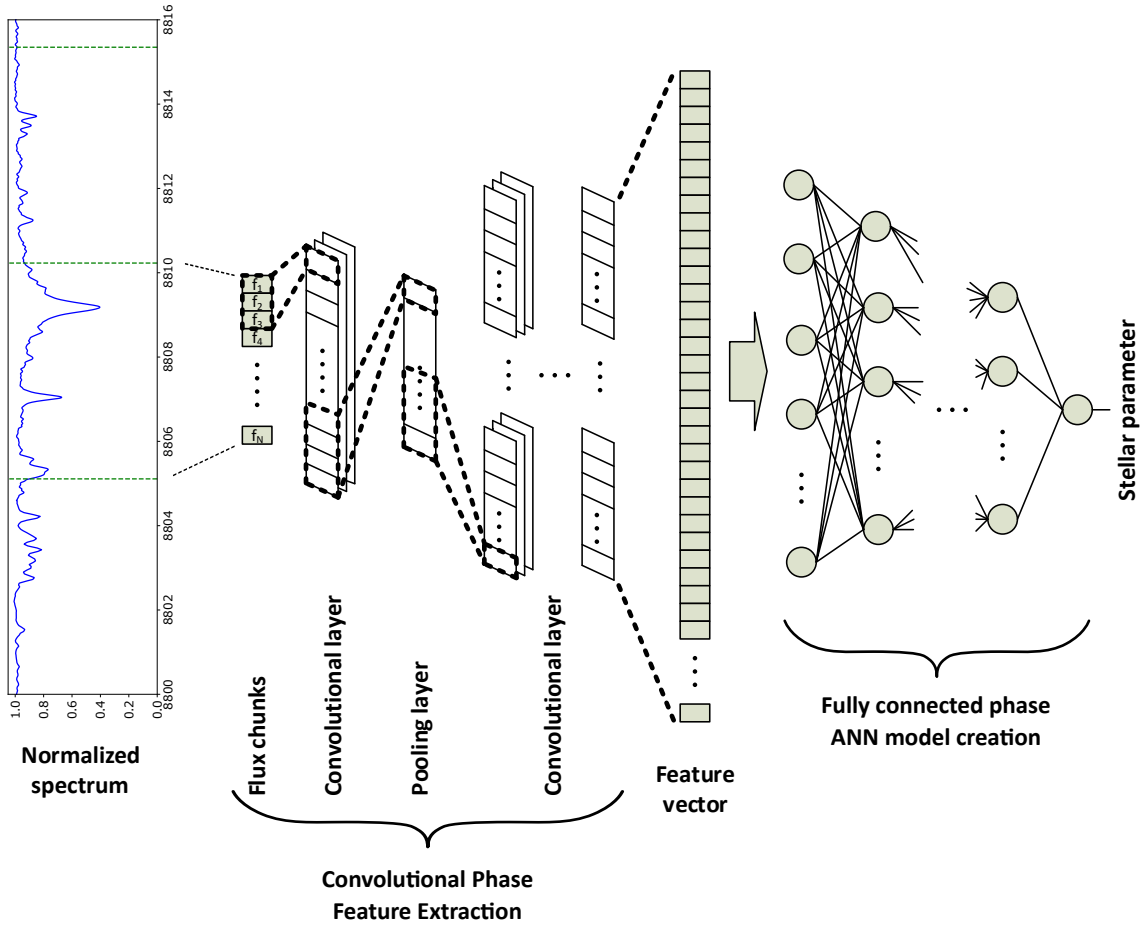 8816
8814
8812
8810
8808
8806
8804
8802
8800
1.0
0.8
0.6
0.4
0.2
0.0
Normalized
spectrum
f1
f2
f3
f4
fN
Flux chunks
Convolutional layer
Pooling layer
Convolutional layer
Convolutional Phase
Feature Extraction
Feature
vector
Fully connected phase
ANN model creation
Stellar parameter